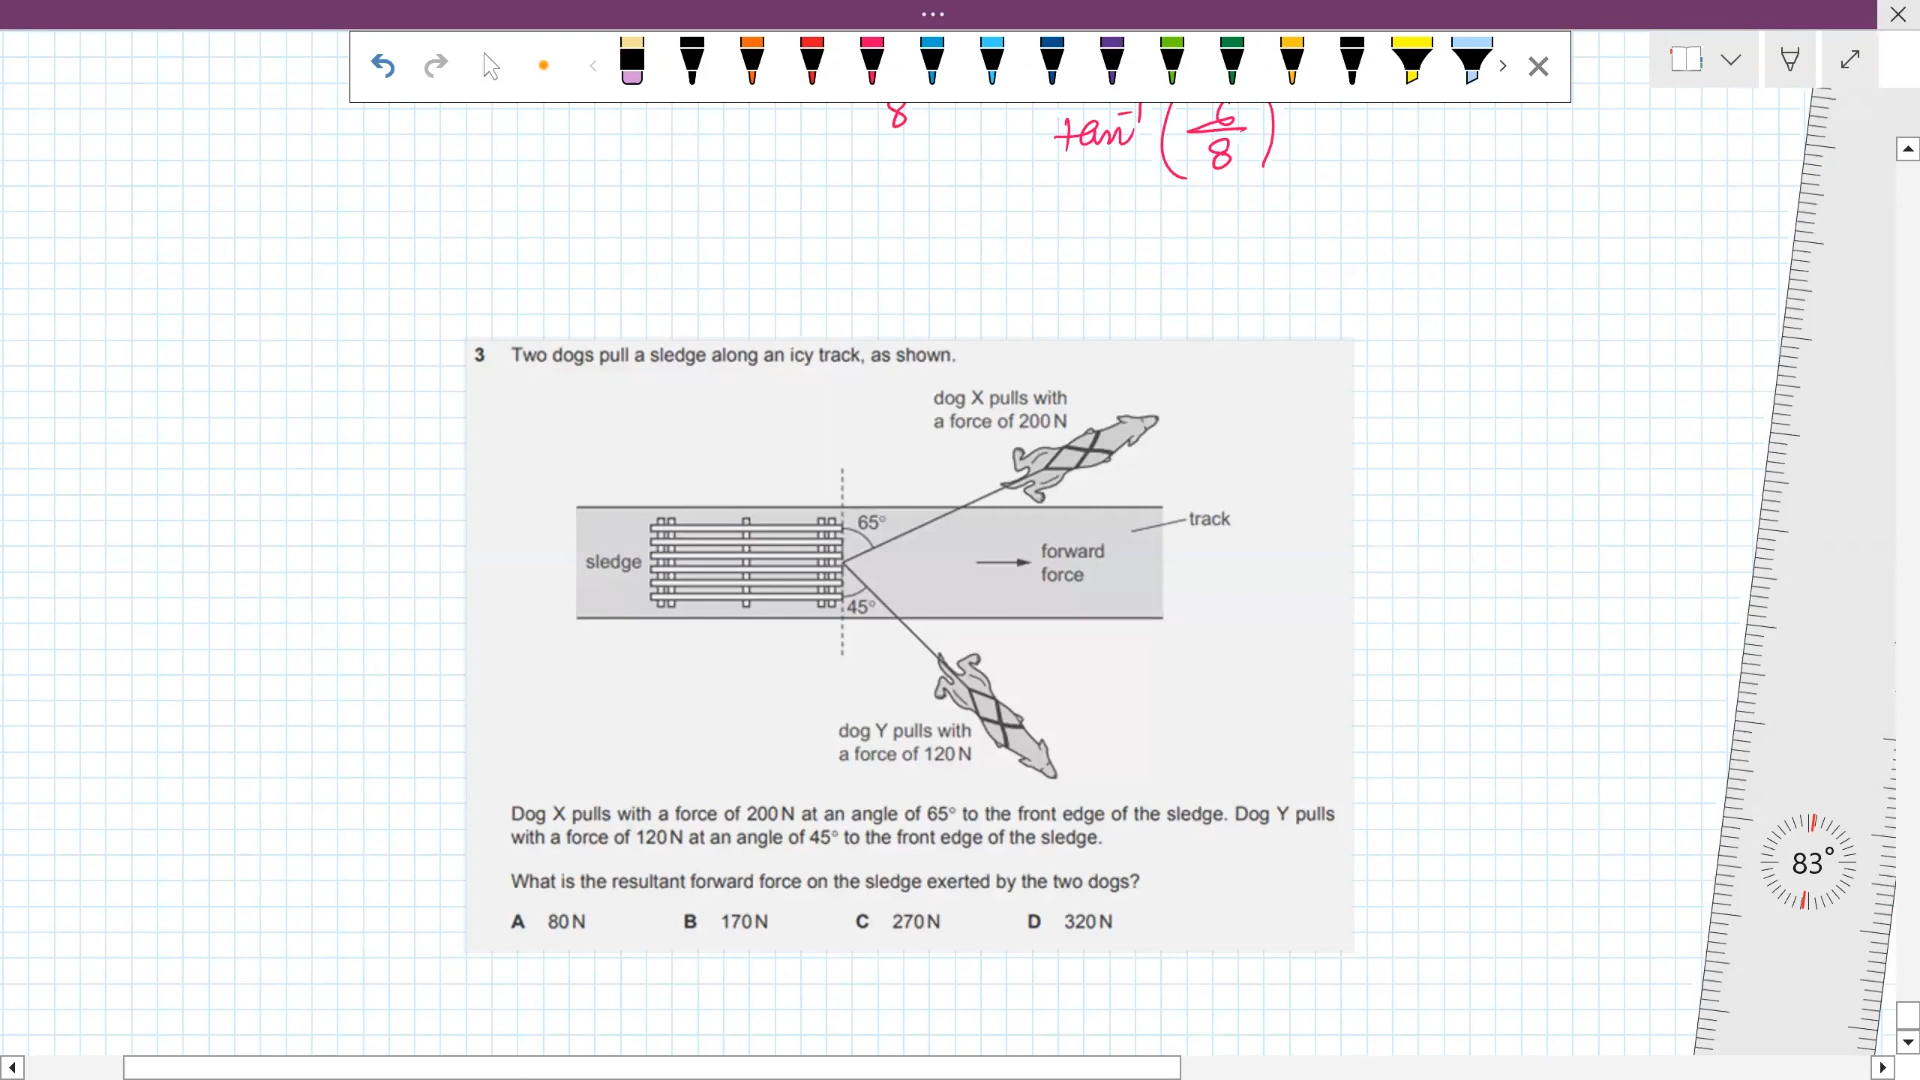 8
tan⁻¹ (6/8)
3 Two dogs pull a sledge along an icy track, as shown.
dog X pulls with
a force of 200 N
65°
track
sledge
forward
force
45°
dog Y pulls with
a force of 120 N
Dog X pulls with a force of 200 N at an angle of 65° to the front edge of the sledge. Dog Y pulls
with a force of 120 N at an angle of 45° to the front edge of the sledge.
83°
What is the resultant forward force on the sledge exerted by the two dogs?
A 80 N B 170 N C 270 N D 320 N